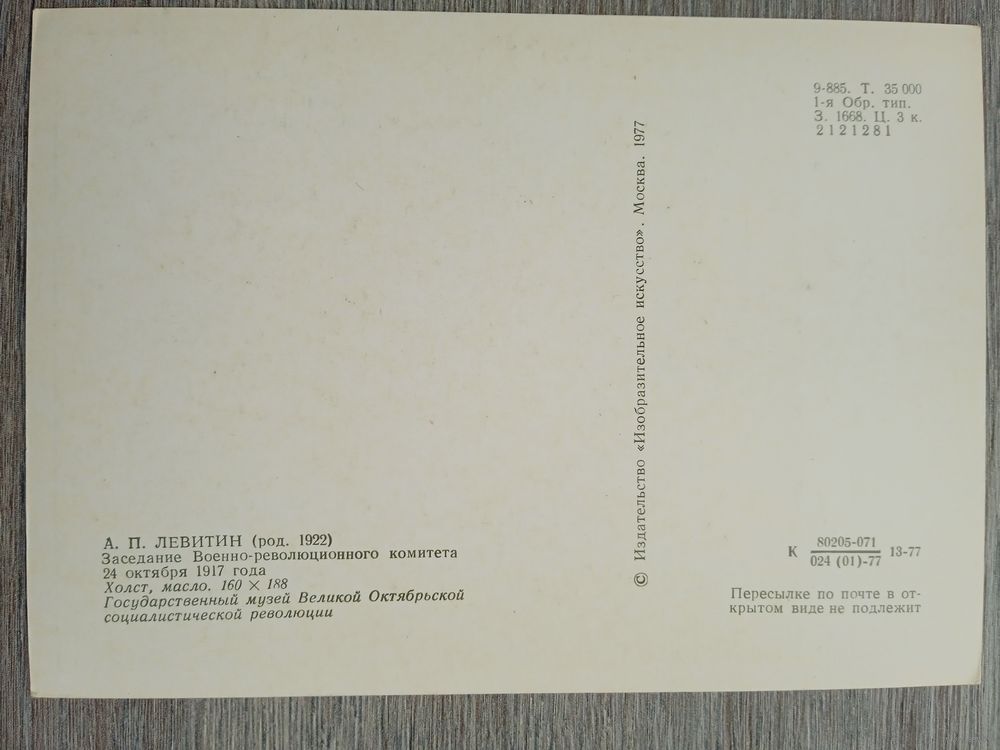 9-885. Т. 35 000
1-я Обр. тип.
З. 1668. Ц. 3 к.
2121281
© Издательство «Изобразительное искусство». Москва. 1977
А. П. ЛЕВИТИН (род. 1922)
Заседание Военно-революционного комитета
24 октября 1917 года
Холст, масло. 160 × 188
Государственный музей Великой Октябрьской
социалистической революции
К 80205-071 13-77
024 (01)-77
Пересылке по почте в от-
крытом виде не подлежит